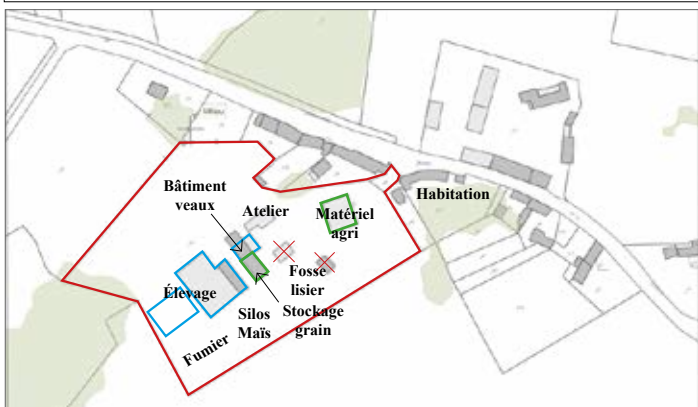 Bâtiment
veaux
Atelier
Habitation
Matériel
agri
Fosse
lisier
Élevage
Stockage
grain
Silos
Maïs
Fumier